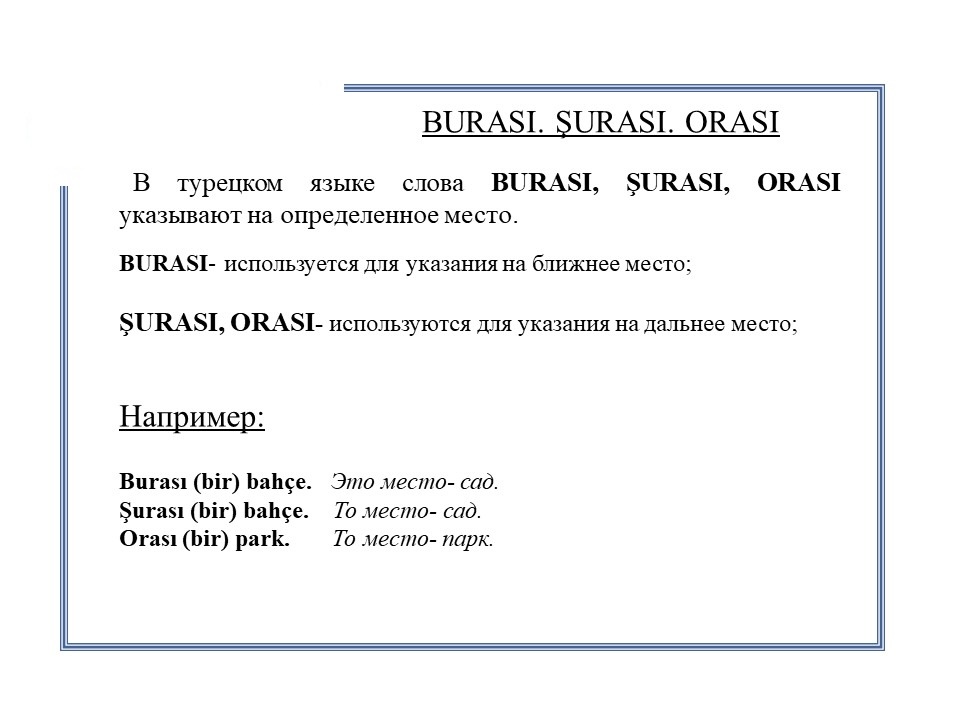 BURASI. ŞURASI. ORASI
В турецком языке слова BURASI, ŞURASI, ORASI
указывают на определенное место.
BURASI- используется для указания на ближнее место;
ŞURASI, ORASI- используются для указания на дальнее место;
Например:
Burası (bir) bahçe. Это место- сад.
Şurası (bir) bahçe. То место- сад.
Orası (bir) park. То место- парк.